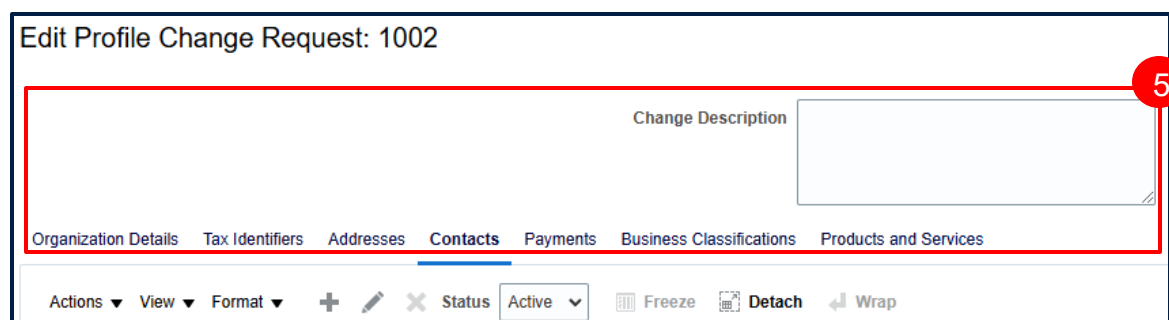 Edit Profile Change Request: 1002
5
Change Description
Organization Details Tax Identifiers Addresses Contacts Payments Business Classifications Products and Services
Actions View Format Status Active Freeze Detach Wrap